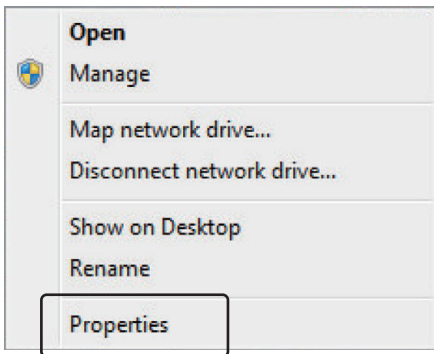 Open
Manage
Map network drive...
Disconnect network drive...
Show on Desktop
Rename
Properties